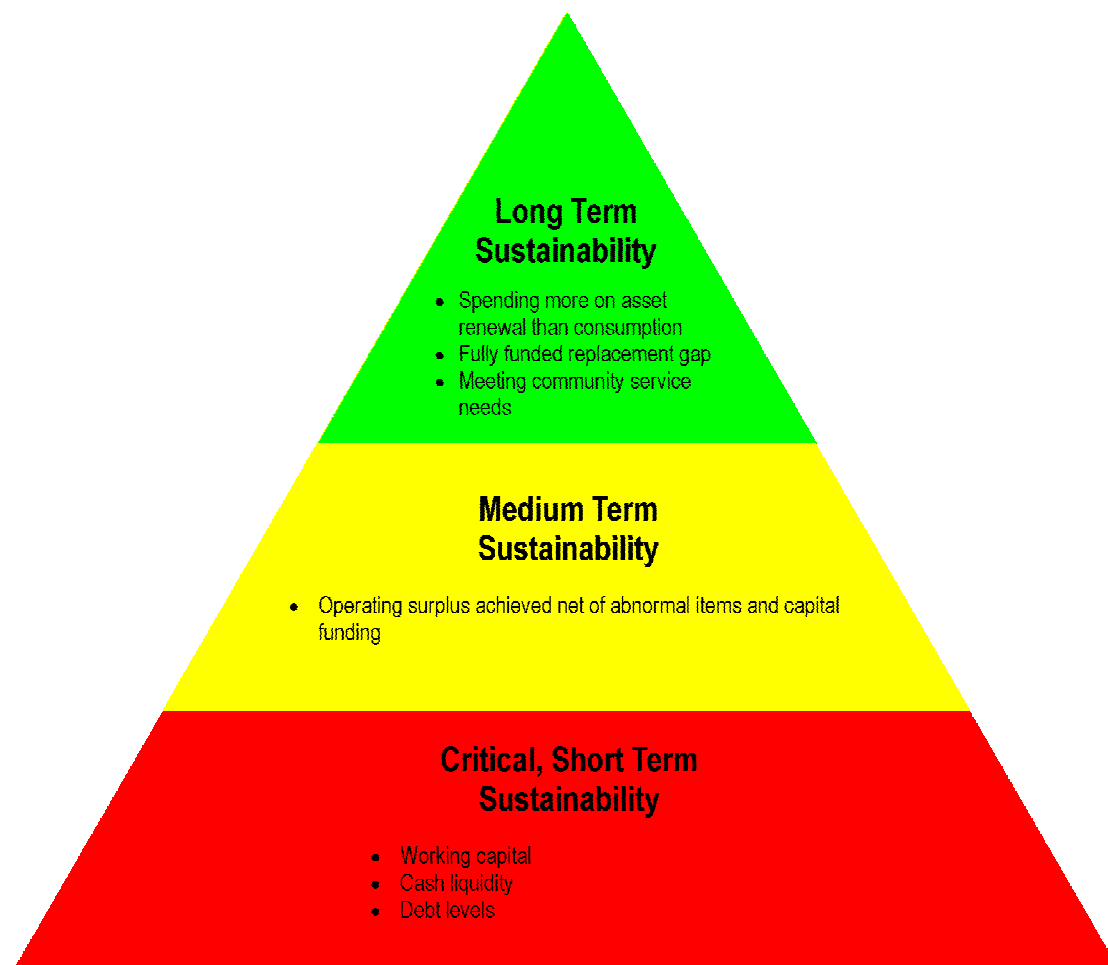 Long Term
Sustainability
• Spending more on asset
renewal than consumption
• Fully funded replacement gap
• Meeting community service
needs
Medium Term
Sustainability
• Operating surplus achieved net of abnormal items and capital
funding
Critical, Short Term
Sustainability
• Working capital
• Cash liquidity
• Debt levels